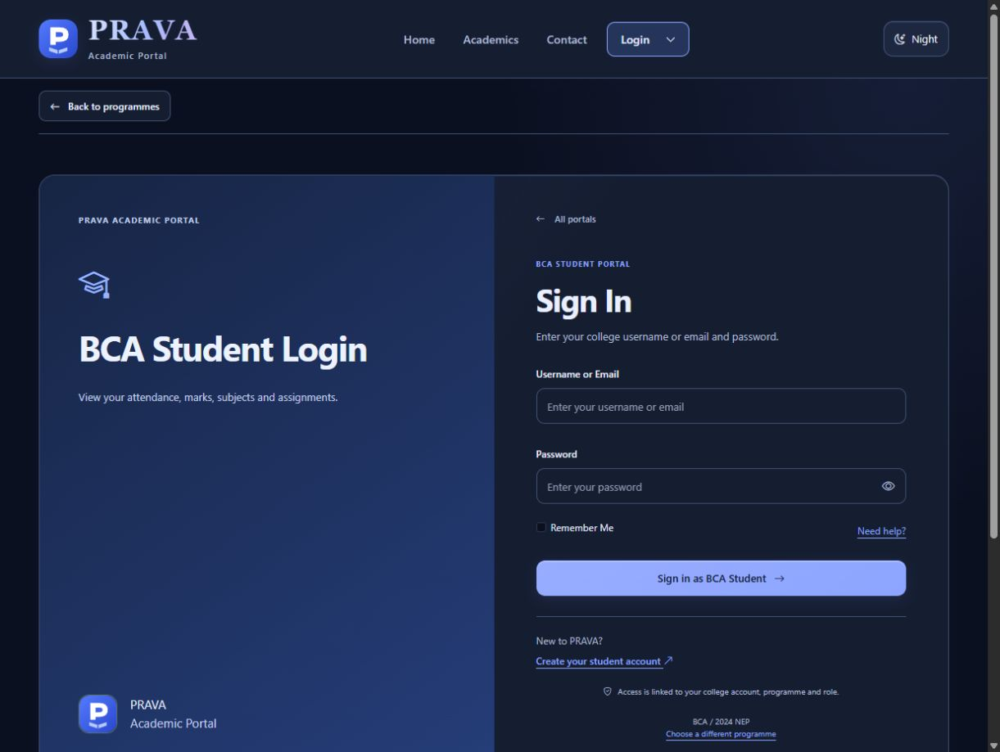 PRAVA
Academic Portal
Home
Academics
Contact
Login
Night
Back to programmes
PRAVA ACADEMIC PORTAL
BCA Student Login
View your attendance, marks, subjects and assignments.
P
PRAVA
Academic Portal
All portals
BCA STUDENT PORTAL
Sign In
Enter your college username or email and password.
Username or Email
Enter your username or email
Password
Enter your password
Remember Me
Need help?
Sign in as BCA Student
New to PRAVA?
Create your student account
Access is linked to your college account, programme and role.
BCA / 2024 NEP
Choose a different programme